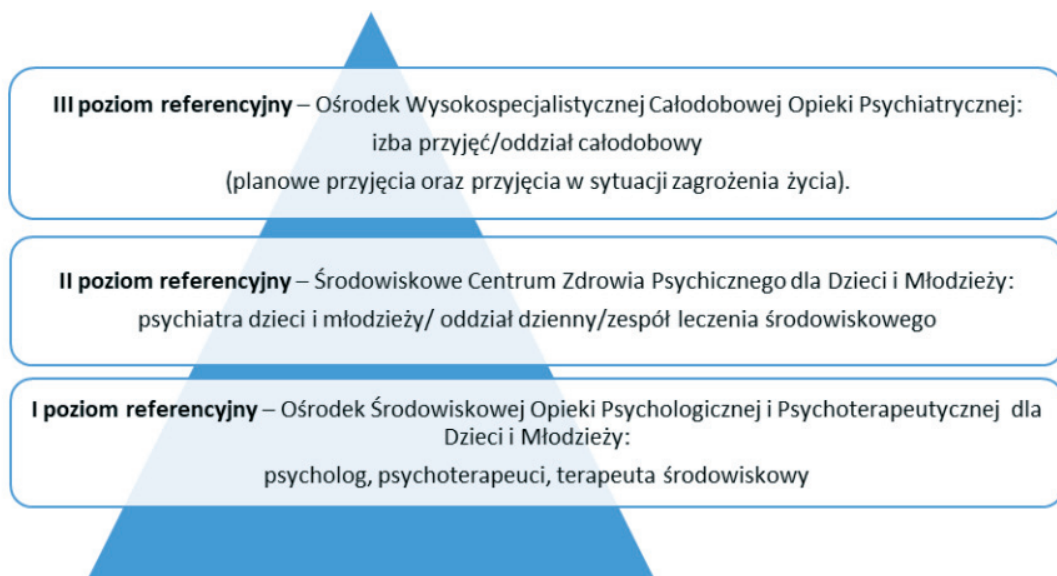 III poziom referencyjny – Ośrodek Wysokospecjalistycznej Całodobowej Opieki Psychiatrycznej:
izba przyjęć/oddział całodobowy
(planowe przyjęcia oraz przyjęcia w sytuacji zagrożenia życia).
II poziom referencyjny – Środowiskowe Centrum Zdrowia Psychicznego dla Dzieci i Młodzieży:
psychiatra dzieci i młodzieży/ oddział dzienny/zespół leczenia środowiskowego
I poziom referencyjny – Ośrodek Środowiskowej Opieki Psychologicznej i Psychoterapeutycznej dla
Dzieci i Młodzieży:
psycholog, psychoterapeuci, terapeuta środowiskowy